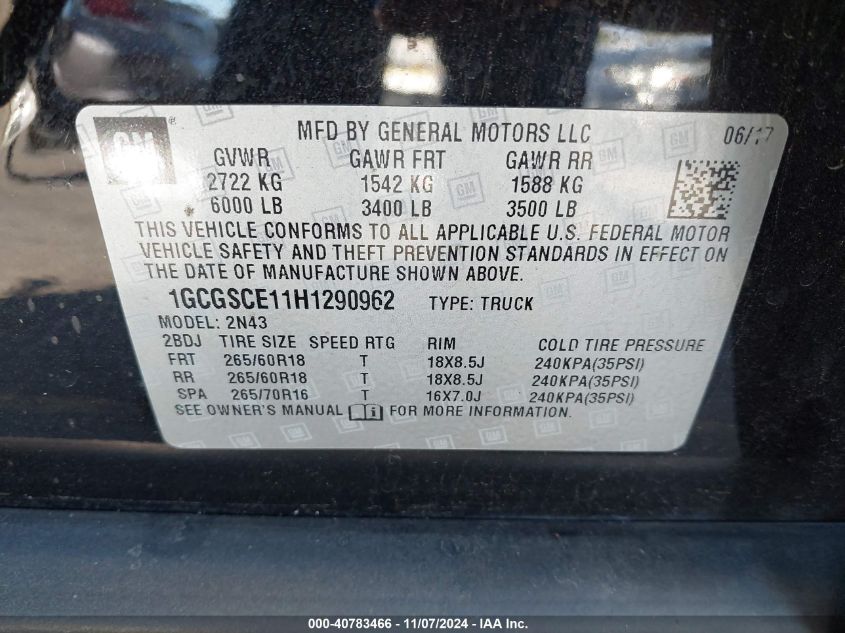 GM ®
MFD BY GENERAL MOTORS LLC 06/17
GVWR GAWR FRT GAWR RR
2722 KG 1542 KG 1588 KG
6000 LB 3400 LB 3500 LB
THIS VEHICLE CONFORMS TO ALL APPLICABLE U.S. FEDERAL MOTOR
VEHICLE SAFETY AND THEFT PREVENTION STANDARDS IN EFFECT ON
THE DATE OF MANUFACTURE SHOWN ABOVE.
1GCGSCE11H1290962 TYPE: TRUCK
MODEL: 2N43
2BDJ TIRE SIZE SPEED RTG RIM COLD TIRE PRESSURE
FRT 265/60R18 T 18X8.5J 240KPA(35PSI)
RR 265/60R18 T 18X8.5J 240KPA(35PSI)
SPA 265/70R16 T 16X7.0J 240KPA(35PSI)
SEE OWNER'S MANUAL i FOR MORE INFORMATION.
000-40783466 - 11/07/2024 - IAA Inc.